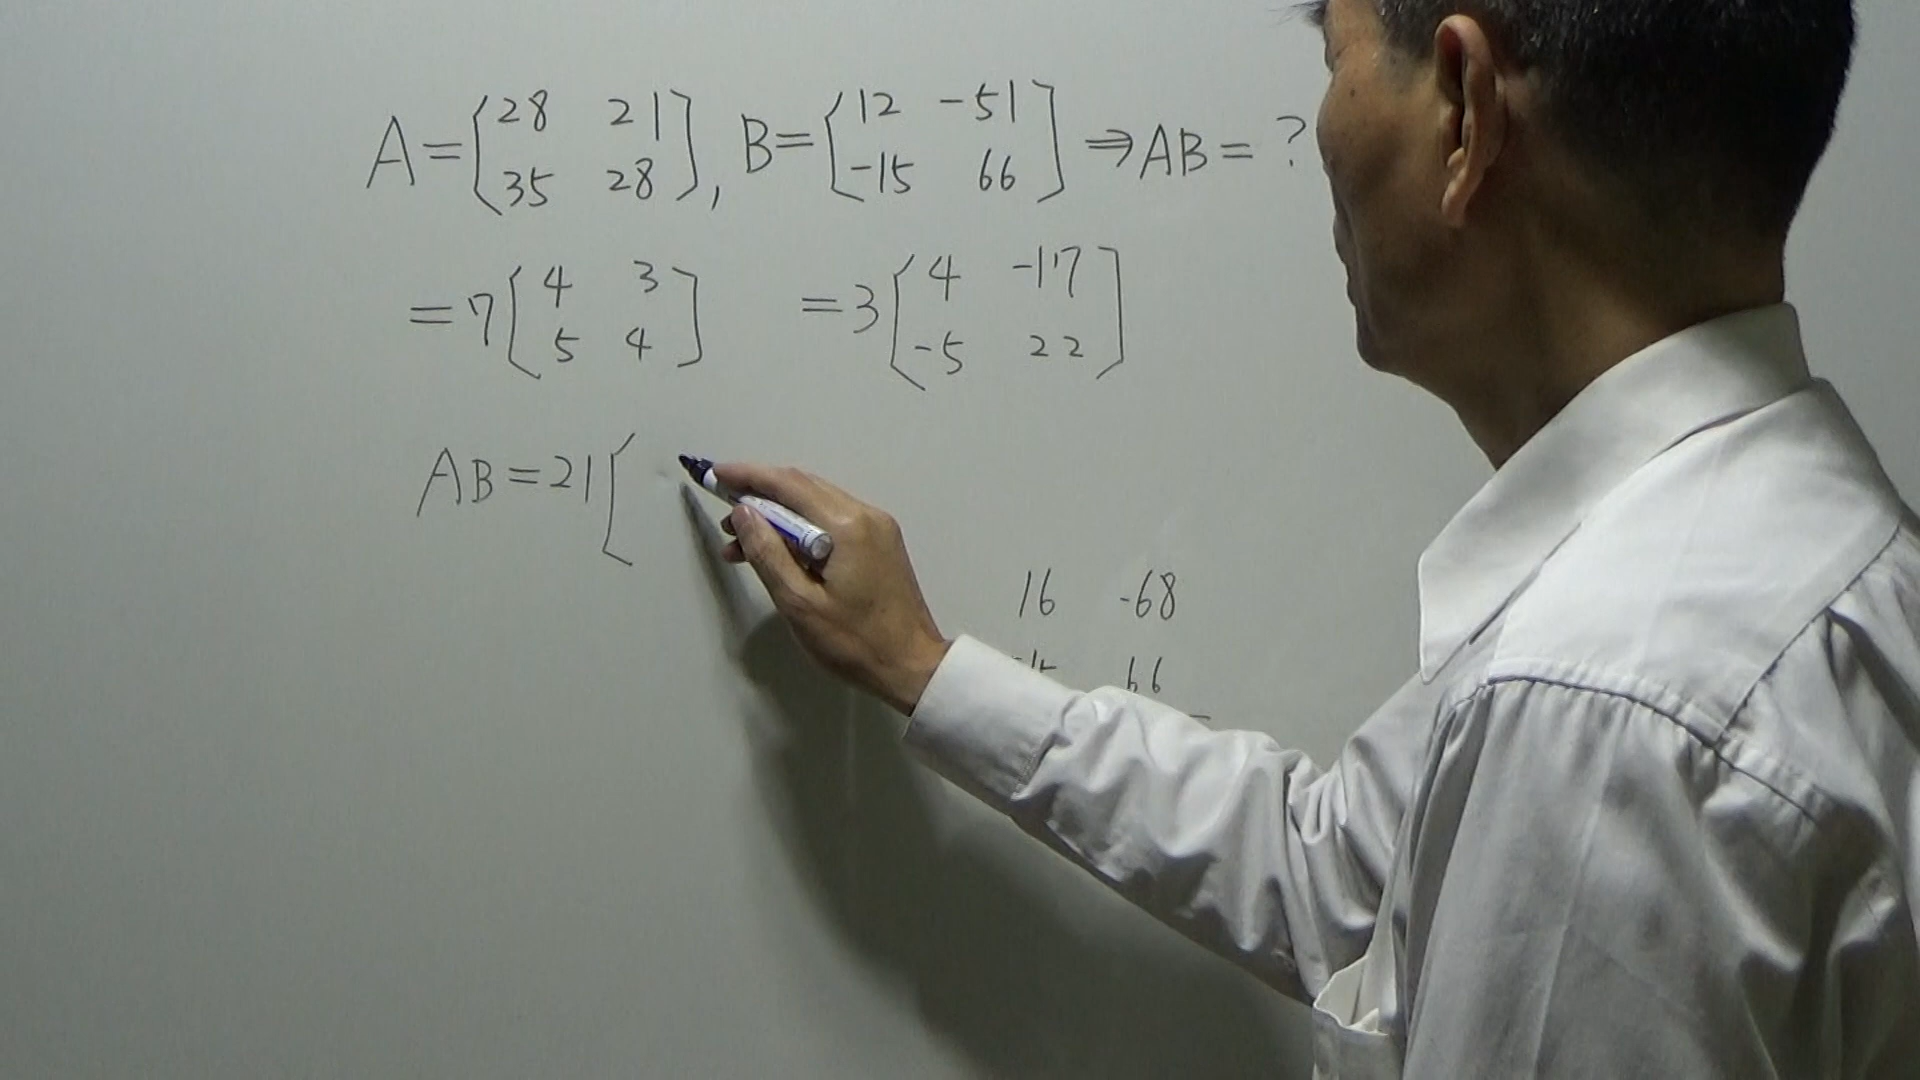 A = [28 21], B = [12 -51] ⇒ AB = ?
[35 28] [-15 66]
= 7 [4 3] = 3 [4 -17]
[5 4] [-5 22]
AB = 21 [
16 -68
66